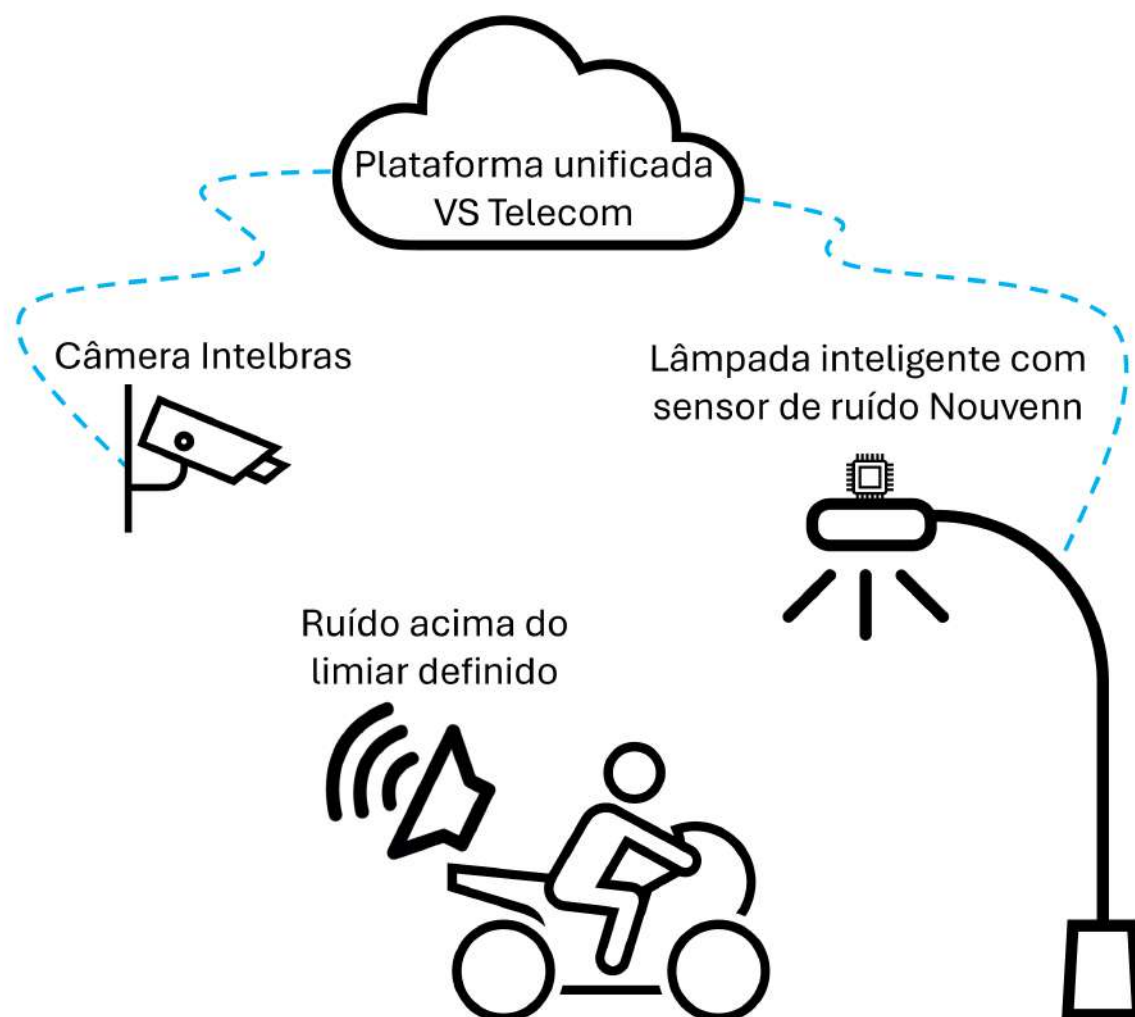 Plataforma unificada
VS Telecom
Câmera Intelbras
Lâmpada inteligente com
sensor de ruído Nouvenn
Ruído acima do
limiar definido